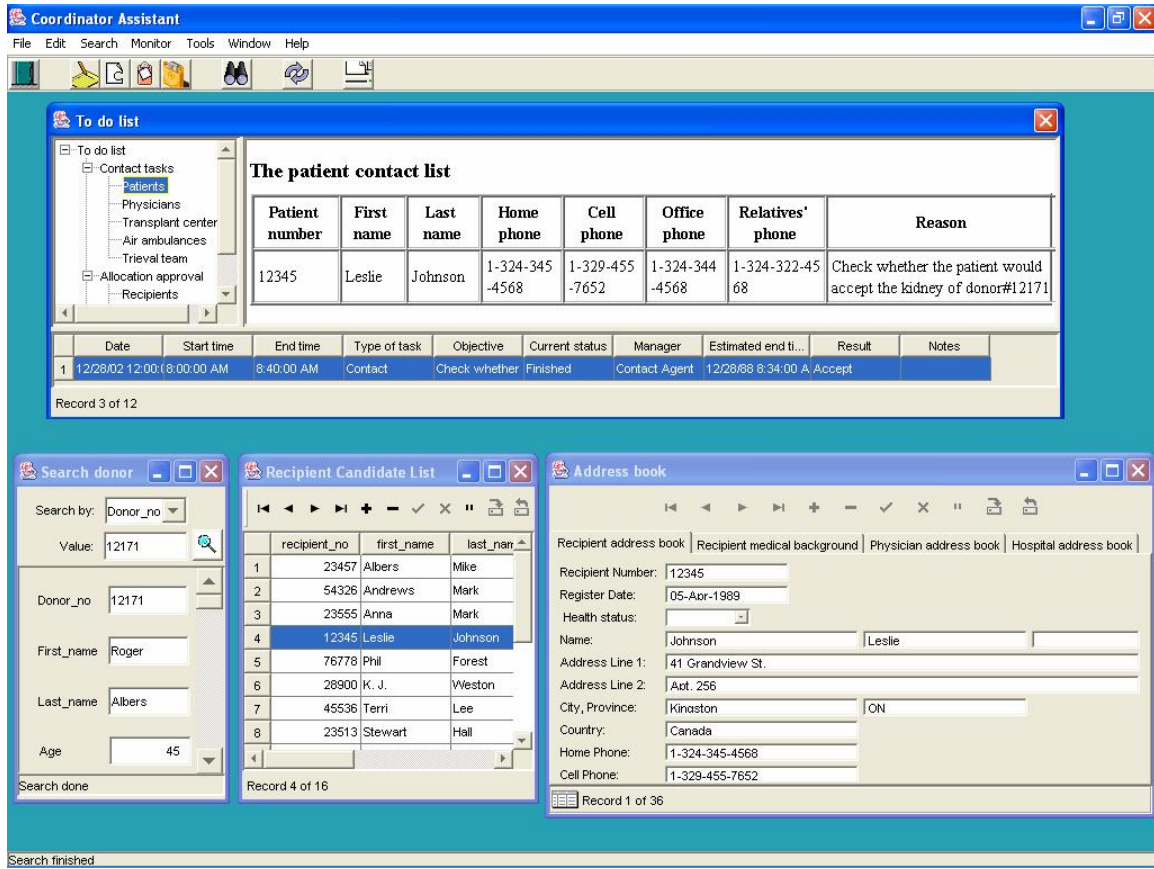 Coordinator Assistant
File Edit Search Monitor Tools Window Help
To do list
To do list
Contact tasks
Patients
Physicians
Transplant center
Air ambulances
Trieval team
Allocation approval
Recipients
The patient contact list
Patient number First name Last name Home phone Cell phone Office phone Relatives' phone Reason
12345 Leslie Johnson 1-324-345-4568 1-329-455-7652 1-324-344-4568 1-324-322-4568 Check whether the patient would accept the kidney of donor#12171
Date Start time End time Type of task Objective Current status Manager Estimated end ti... Result Notes
1 12/28/02 12:00:( 8:00:00 AM 8:40:00 AM Contact Check whether Finished Contact Agent 12/28/88 8:34:00 A Accept
Record 3 of 12
Search donor
Search by: Donor_no
Value: 12171
Donor_no 12171
First_name Roger
Last_name Albers
Age 45
Search done
Recipient Candidate List
recipient_no first_name last_nam
1 23457 Albers Mike
2 54326 Andrews Mark
3 23555 Anna Mark
4 12345 Leslie Johnson
5 76778 Phil Forest
6 28900 K. J. Weston
7 45536 Terri Lee
8 23513 Stewart Hall
Record 4 of 16
Address book
Recipient address book Recipient medical background Physician address book Hospital address book
Recipient Number: 12345
Register Date: 05-Apr-1989
Health status:
Name: Johnson Leslie
Address Line 1: 41 Grandview St.
Address Line 2: Apt. 256
City, Province: Kingston ON
Country: Canada
Home Phone: 1-324-345-4568
Cell Phone: 1-329-455-7652
Record 1 of 36
Search finished